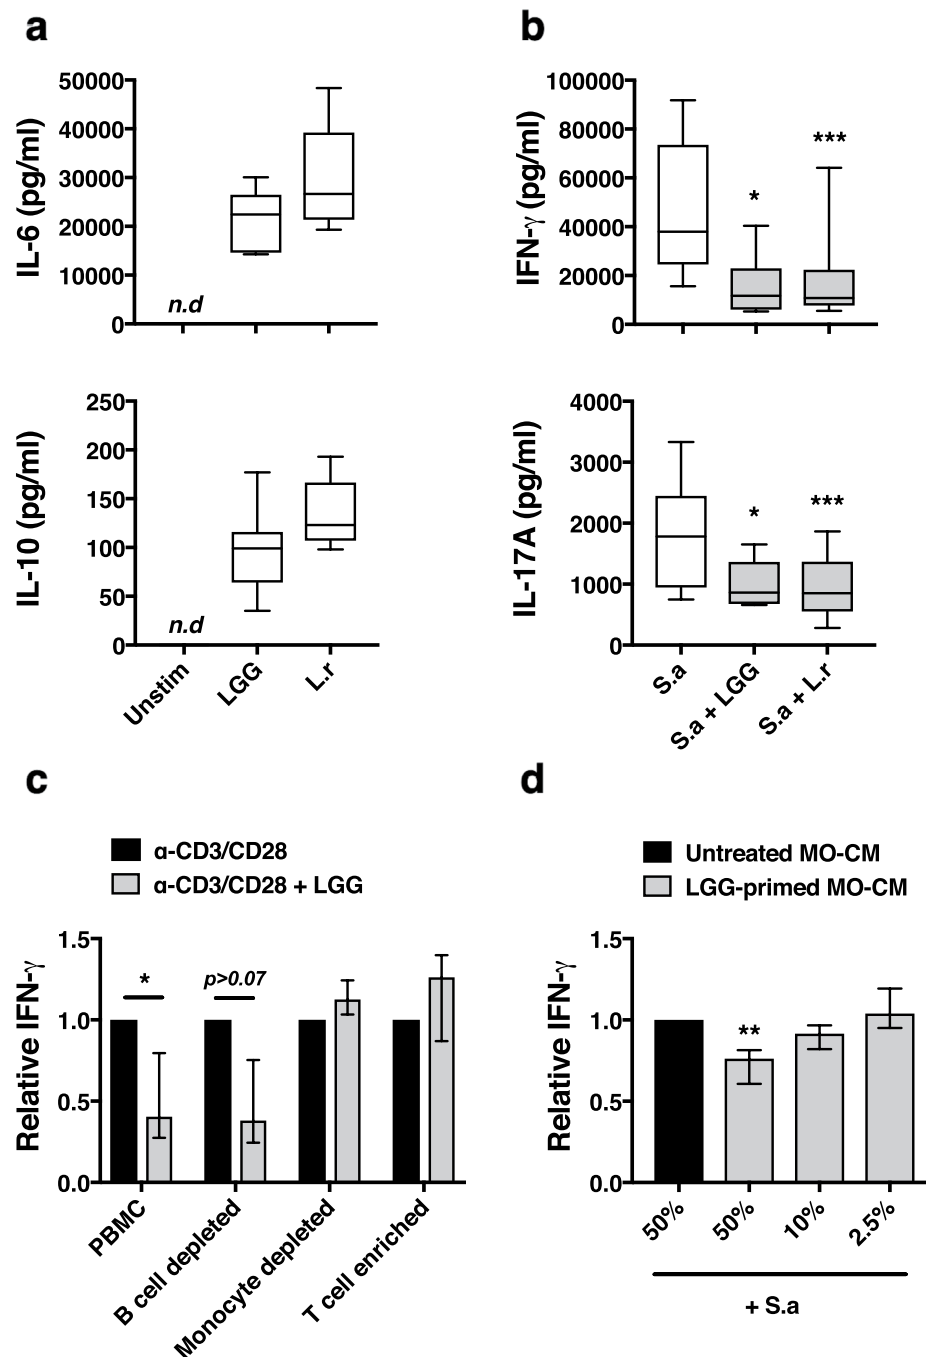 a
IL-6 (pg/ml)
50000
40000
30000
20000
10000
0
n.d
b
IFN-γ (pg/ml)
100000
80000
60000
40000
20000
0
*
***
IL-10 (pg/ml)
250
200
150
100
50
0
n.d
Unstim
LGG
L.r
IL-17A (pg/ml)
4000
3000
2000
1000
0
*
***
S.a
S.a + LGG
S.a + L.r
c
α-CD3/CD28
α-CD3/CD28 + LGG
Relative IFN-γ
1.5
1.0
0.5
0.0
*
p>0.07
PBMC
B cell depleted
Monocyte depleted
T cell enriched
d
Untreated MO-CM
LGG-primed MO-CM
Relative IFN-γ
1.5
1.0
0.5
0.0
**
50%
50%
10%
2.5%
+ S.a